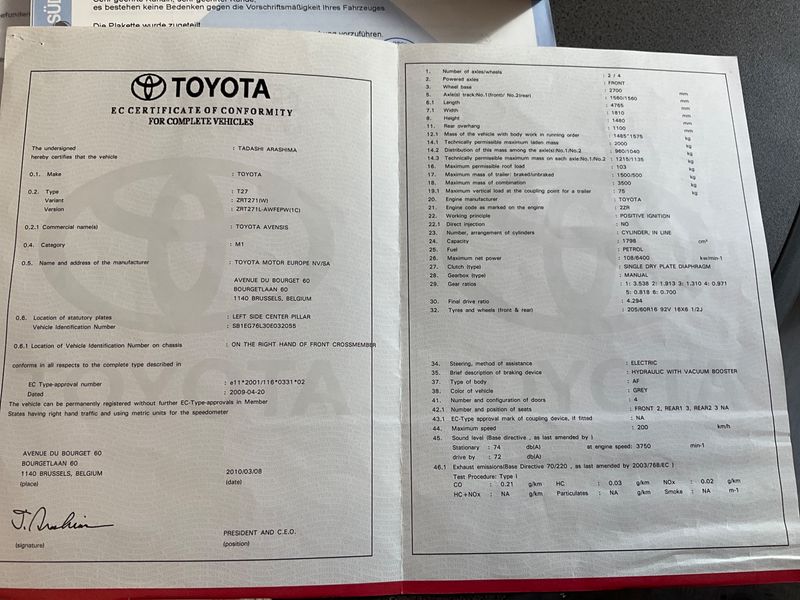 es bestehen keine Bedenken gegen die Vorschriftsmäßigkeit Ihres Fahrzeuges
Die Plakette wurde zugeteilt
vorzuführen.
TOYOTA
EC CERTIFICATE OF CONFORMITY
FOR COMPLETE VEHICLES
The undersigned : TADASHI ARASHIMA
hereby certifies that the vehicle
0.1. Make : TOYOTA
0.2. Type : T27
Variant : ZRT271(W)
Version : ZRT271L-AWFEPW(1C)
0.2.1 Commercial name(s) : TOYOTA AVENSIS
0.4. Category : M1
0.5. Name and address of the manufacturer : TOYOTA MOTOR EUROPE NV/SA
AVENUE DU BOURGET 60
BOURGETLAAN 60
1140 BRUSSELS, BELGIUM
0.6. Location of statutory plates : LEFT SIDE CENTER PILLAR
Vehicle Identification Number : SB1EG76L30E032055
0.6.1 Location of Vehicle Identification Number on chassis : ON THE RIGHT HAND OF FRONT CROSSMEMBER
conforms in all respects to the complete type described in
EC Type-approval number : e11*2001/116*0331*02
Dated : 2009-04-20
The vehicle can be permanently registered without further EC-Type-approvals in Member
States having right hand traffic and using metric units for the speedometer
AVENUE DU BOURGET 60
BOURGETLAAN 60
1140 BRUSSELS, BELGIUM 2010/03/08
(place) (date)
T. Arashima PRESIDENT AND C.E.O.
(signature) (position)
1. Number of axles/wheels : 2 / 4
2. Powered axles : FRONT
3. Wheel base : 2700 mm
5. Axle(s) track:No.1(front)/ No.2(rear) : 1560/1560 mm
6.1 Length : 4765 mm
7.1 Width : 1810 mm
8. Height : 1480 mm
11. Rear overhang : 1100 mm
12.1 Mass of the vehicle with body work in running order : 1465*1575 kg
14.1 Technically permissible maximum laden mass : 2000 kg
14.2 Distribution of this mass among the axle(s):No.1/No.2 : 960/1040 kg
14.3 Technically permissible maximum mass on each axle:No.1/No.2 : 1215/1135 kg
16. Maximum permissible roof load : 103 kg
17. Maximum mass of trailer: braked/unbraked : 1500/500 kg
18. Maximum mass of combination : 3500 kg
19.1 Maximum vertical load at the coupling point for a trailer : 75 kg
20. Engine manufacturer : TOYOTA
21. Engine code as marked on the engine : 2ZR
22. Working principle : POSITIVE IGNITION
22.1 Direct injection : NO
23. Number, arrangement of cylinders : CYLINDER, IN LINE
24. Capacity : 1798 cm³
25. Fuel : PETROL
26. Maximum net power : 108/6400 kw/min-1
27. Clutch (type) : SINGLE DRY PLATE DIAPHRAGM
28. Gearbox (type) : MANUAL
29. Gear ratios : 1: 3.538 2: 1.913 3: 1.310 4: 0.971
5: 0.818 6: 0.700
30. Final drive ratio : 4.294
32. Tyres and wheels (front & rear) : 205/60R16 92V 16X6 1/2J
34. Steering, method of assistance : ELECTRIC
35. Brief description of braking device : HYDRAULIC WITH VACUUM BOOSTER
37. Type of body : AF
38. Color of vehicle : GREY
41. Number and configuration of doors : 4
42.1 Number and position of seats : FRONT 2, REAR1 3, REAR2 3 NA
43.1 EC-Type approval mark of coupling device, if fitted : NA
44. Maximum speed : 200 km/h
45. Sound level (Base directive , as last amended by )
Stationary : 74 db(A) at engine speed: 3750 min-1
drive by : 72 db(A)
46.1 Exhaust emissions(Base Directive 70/220 , as last amended by 2003/76B/EC )
Test Procedure: Type I
CO : 0.21 g/km HC : 0.03 g/km NOx : 0.02 g/km
HC+NOx : NA g/km Particulates : NA g/km Smoke : NA m-1